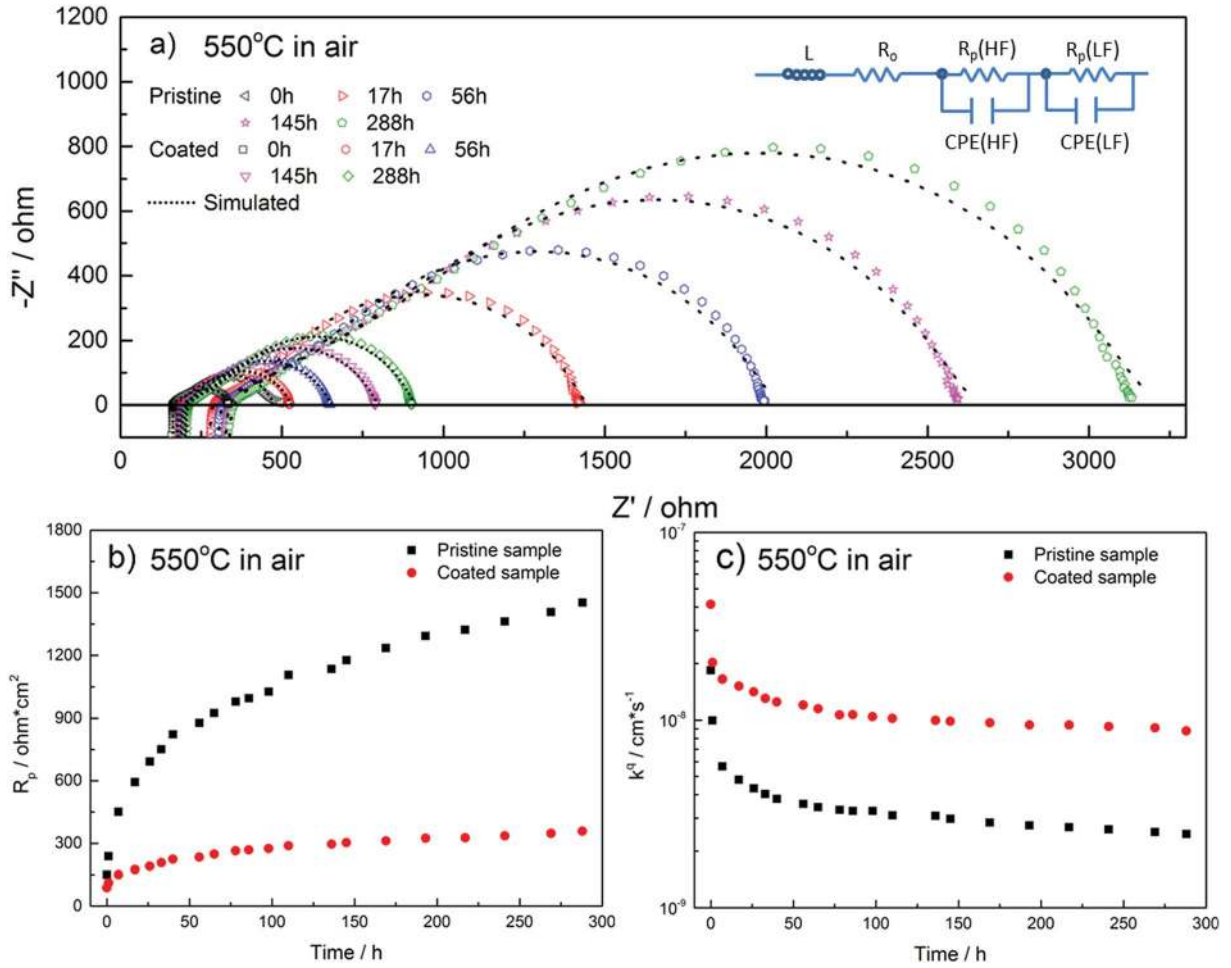 a) 550°C in air
Pristine 0h 17h 56h
145h 288h
Coated 0h 17h 56h
145h 288h
Simulated
L R₀ Rₚ(HF) Rₚ(LF)
CPE(HF) CPE(LF)
-Z'' / ohm
1200
1000
800
600
400
200
0
0 500 1000 1500 2000 2500 3000
Z' / ohm
b) 550°C in air
Pristine sample
Coated sample
Rₚ / ohm*cm²
1800
1500
1200
900
600
300
0
0 50 100 150 200 250 300
Time / h
c) 550°C in air
Pristine sample
Coated sample
k^q / cm*s⁻¹
10⁻⁷
10⁻⁸
10⁻⁹
0 50 100 150 200 250 300
Time / h